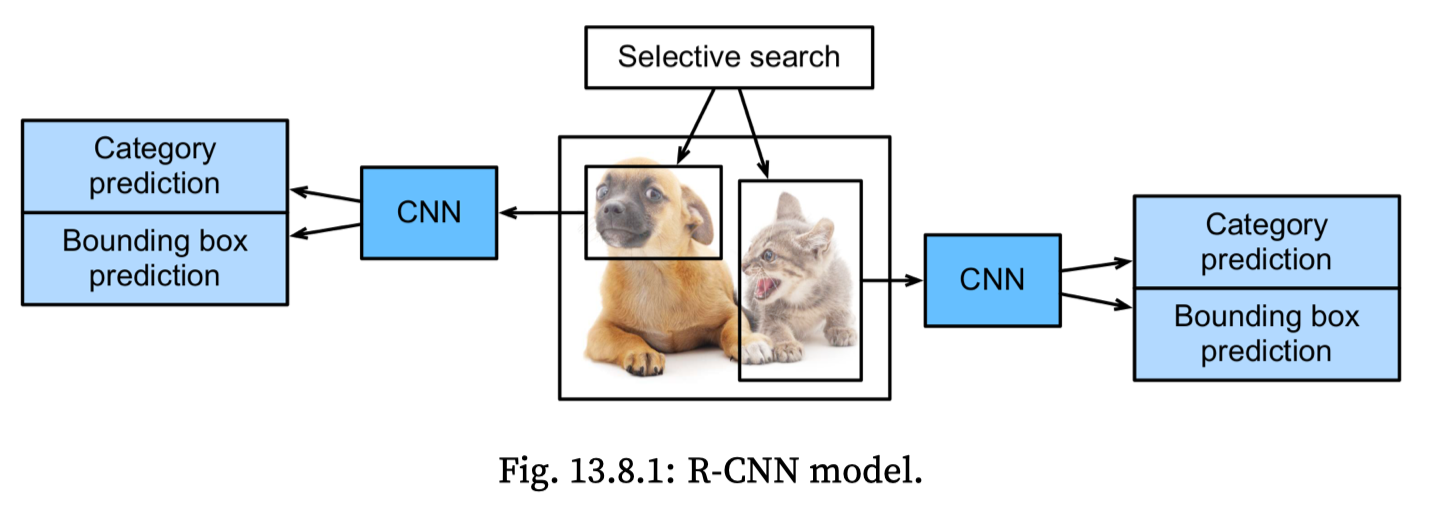 Selective search
Category
prediction
Bounding box
prediction
CNN
CNN
Category
prediction
Bounding box
prediction
Fig. 13.8.1: R-CNN model.